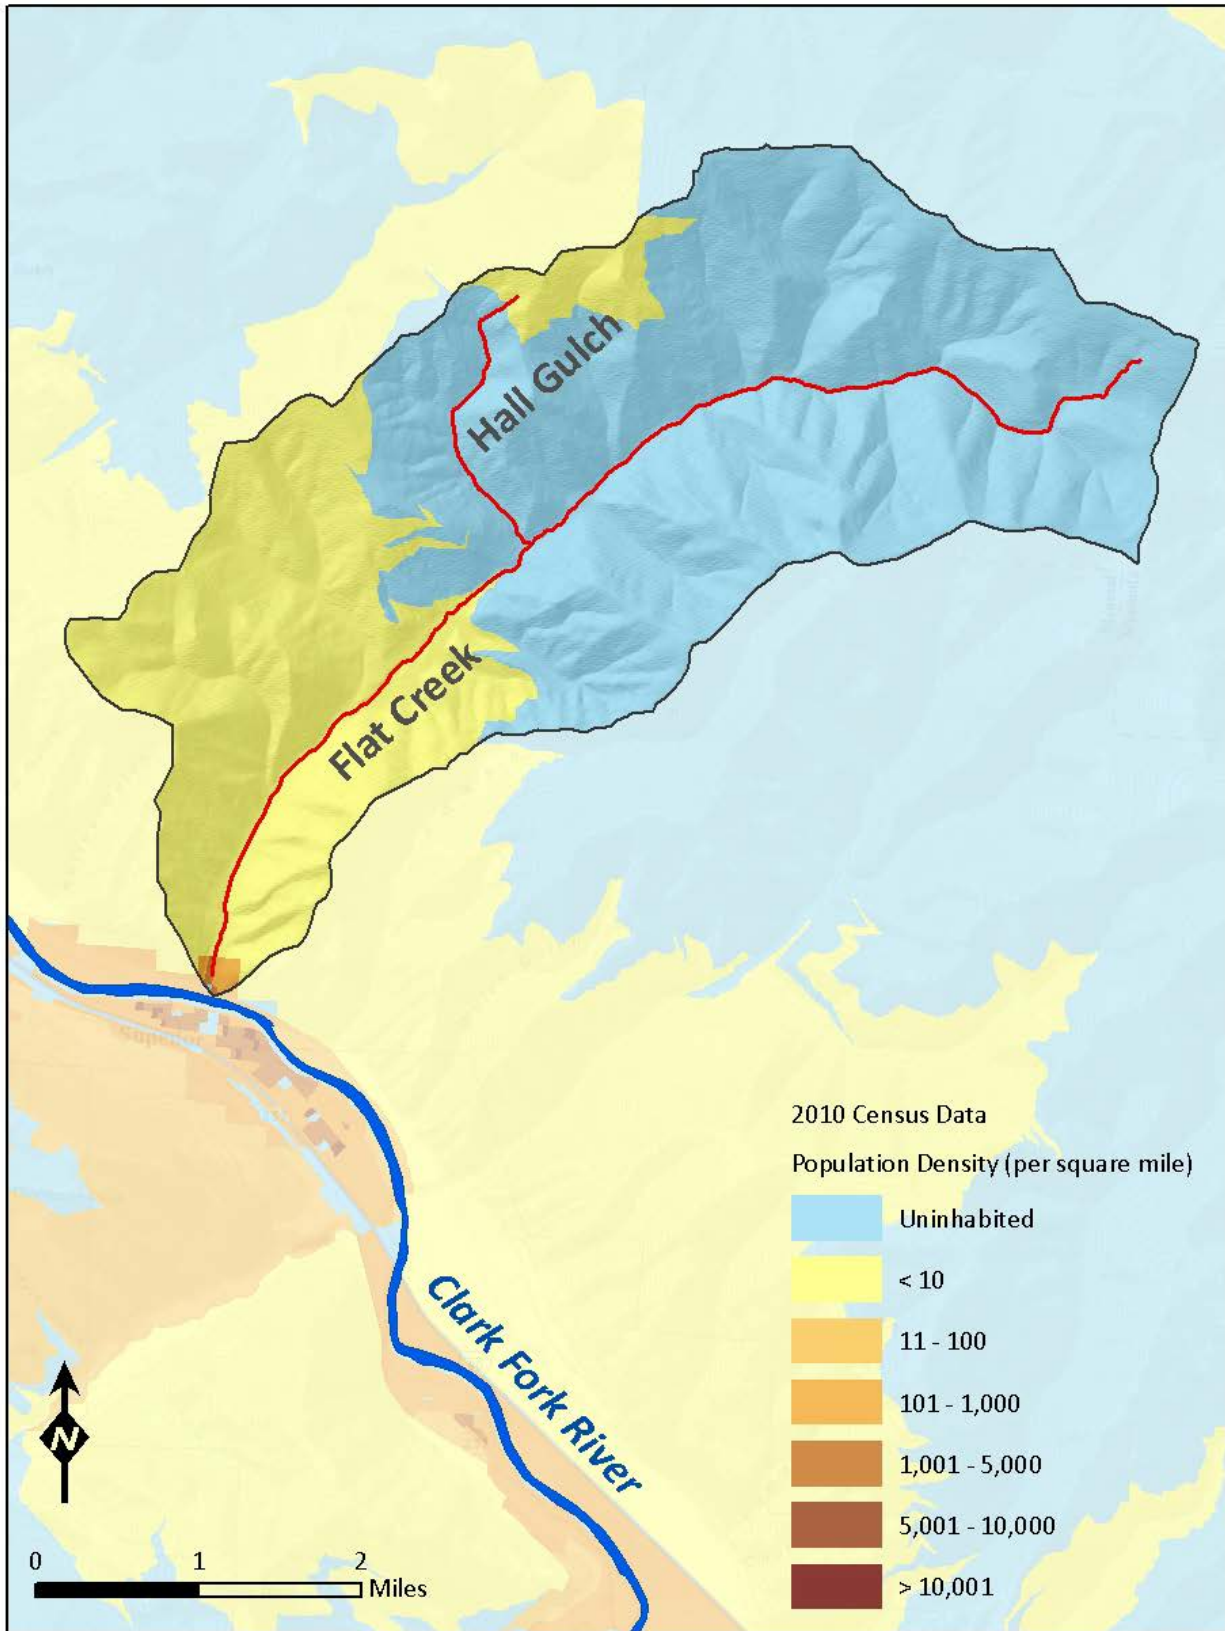 Hall Gulch
Flat Creek
Superior
Clark Fork River
2010 Census Data
Population Density (per square mile)
Uninhabited
< 10
11 - 100
101 - 1,000
1,001 - 5,000
5,001 - 10,000
> 10,001
N
0 1 2
Miles